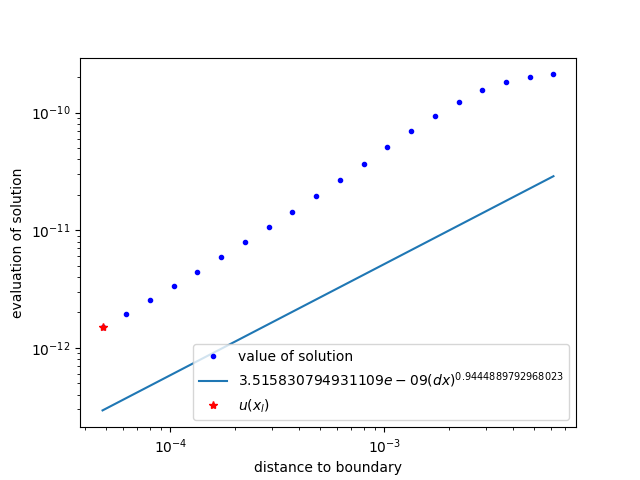 10⁻¹⁰
10⁻¹¹
10⁻¹²
evaluation of solution
value of solution
3.515830794931109e − 09(dx)^0.9444889792968023
u(x_l)
10⁻⁴
10⁻³
distance to boundary